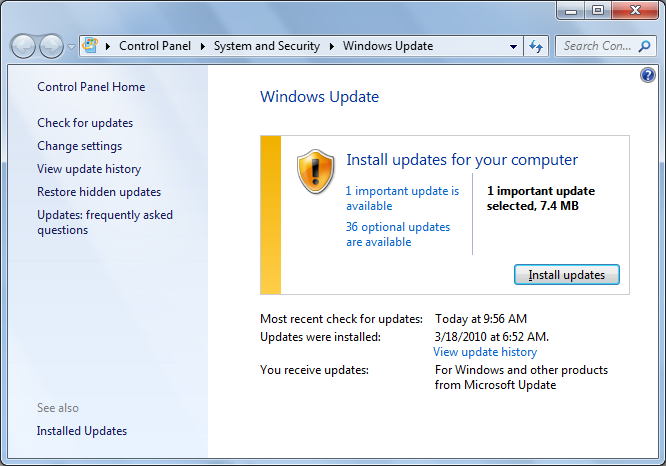 Control Panel ▸ System and Security ▸ Windows Update
Search Con...
Control Panel Home
Check for updates
Change settings
View update history
Restore hidden updates
Updates: frequently asked
questions
See also
Installed Updates
Windows Update
Install updates for your computer
1 important update is
available
36 optional updates
are available
1 important update
selected, 7.4 MB
Install updates
Most recent check for updates: Today at 9:56 AM
Updates were installed: 3/18/2010 at 6:52 AM.
View update history
You receive updates: For Windows and other products
from Microsoft Update